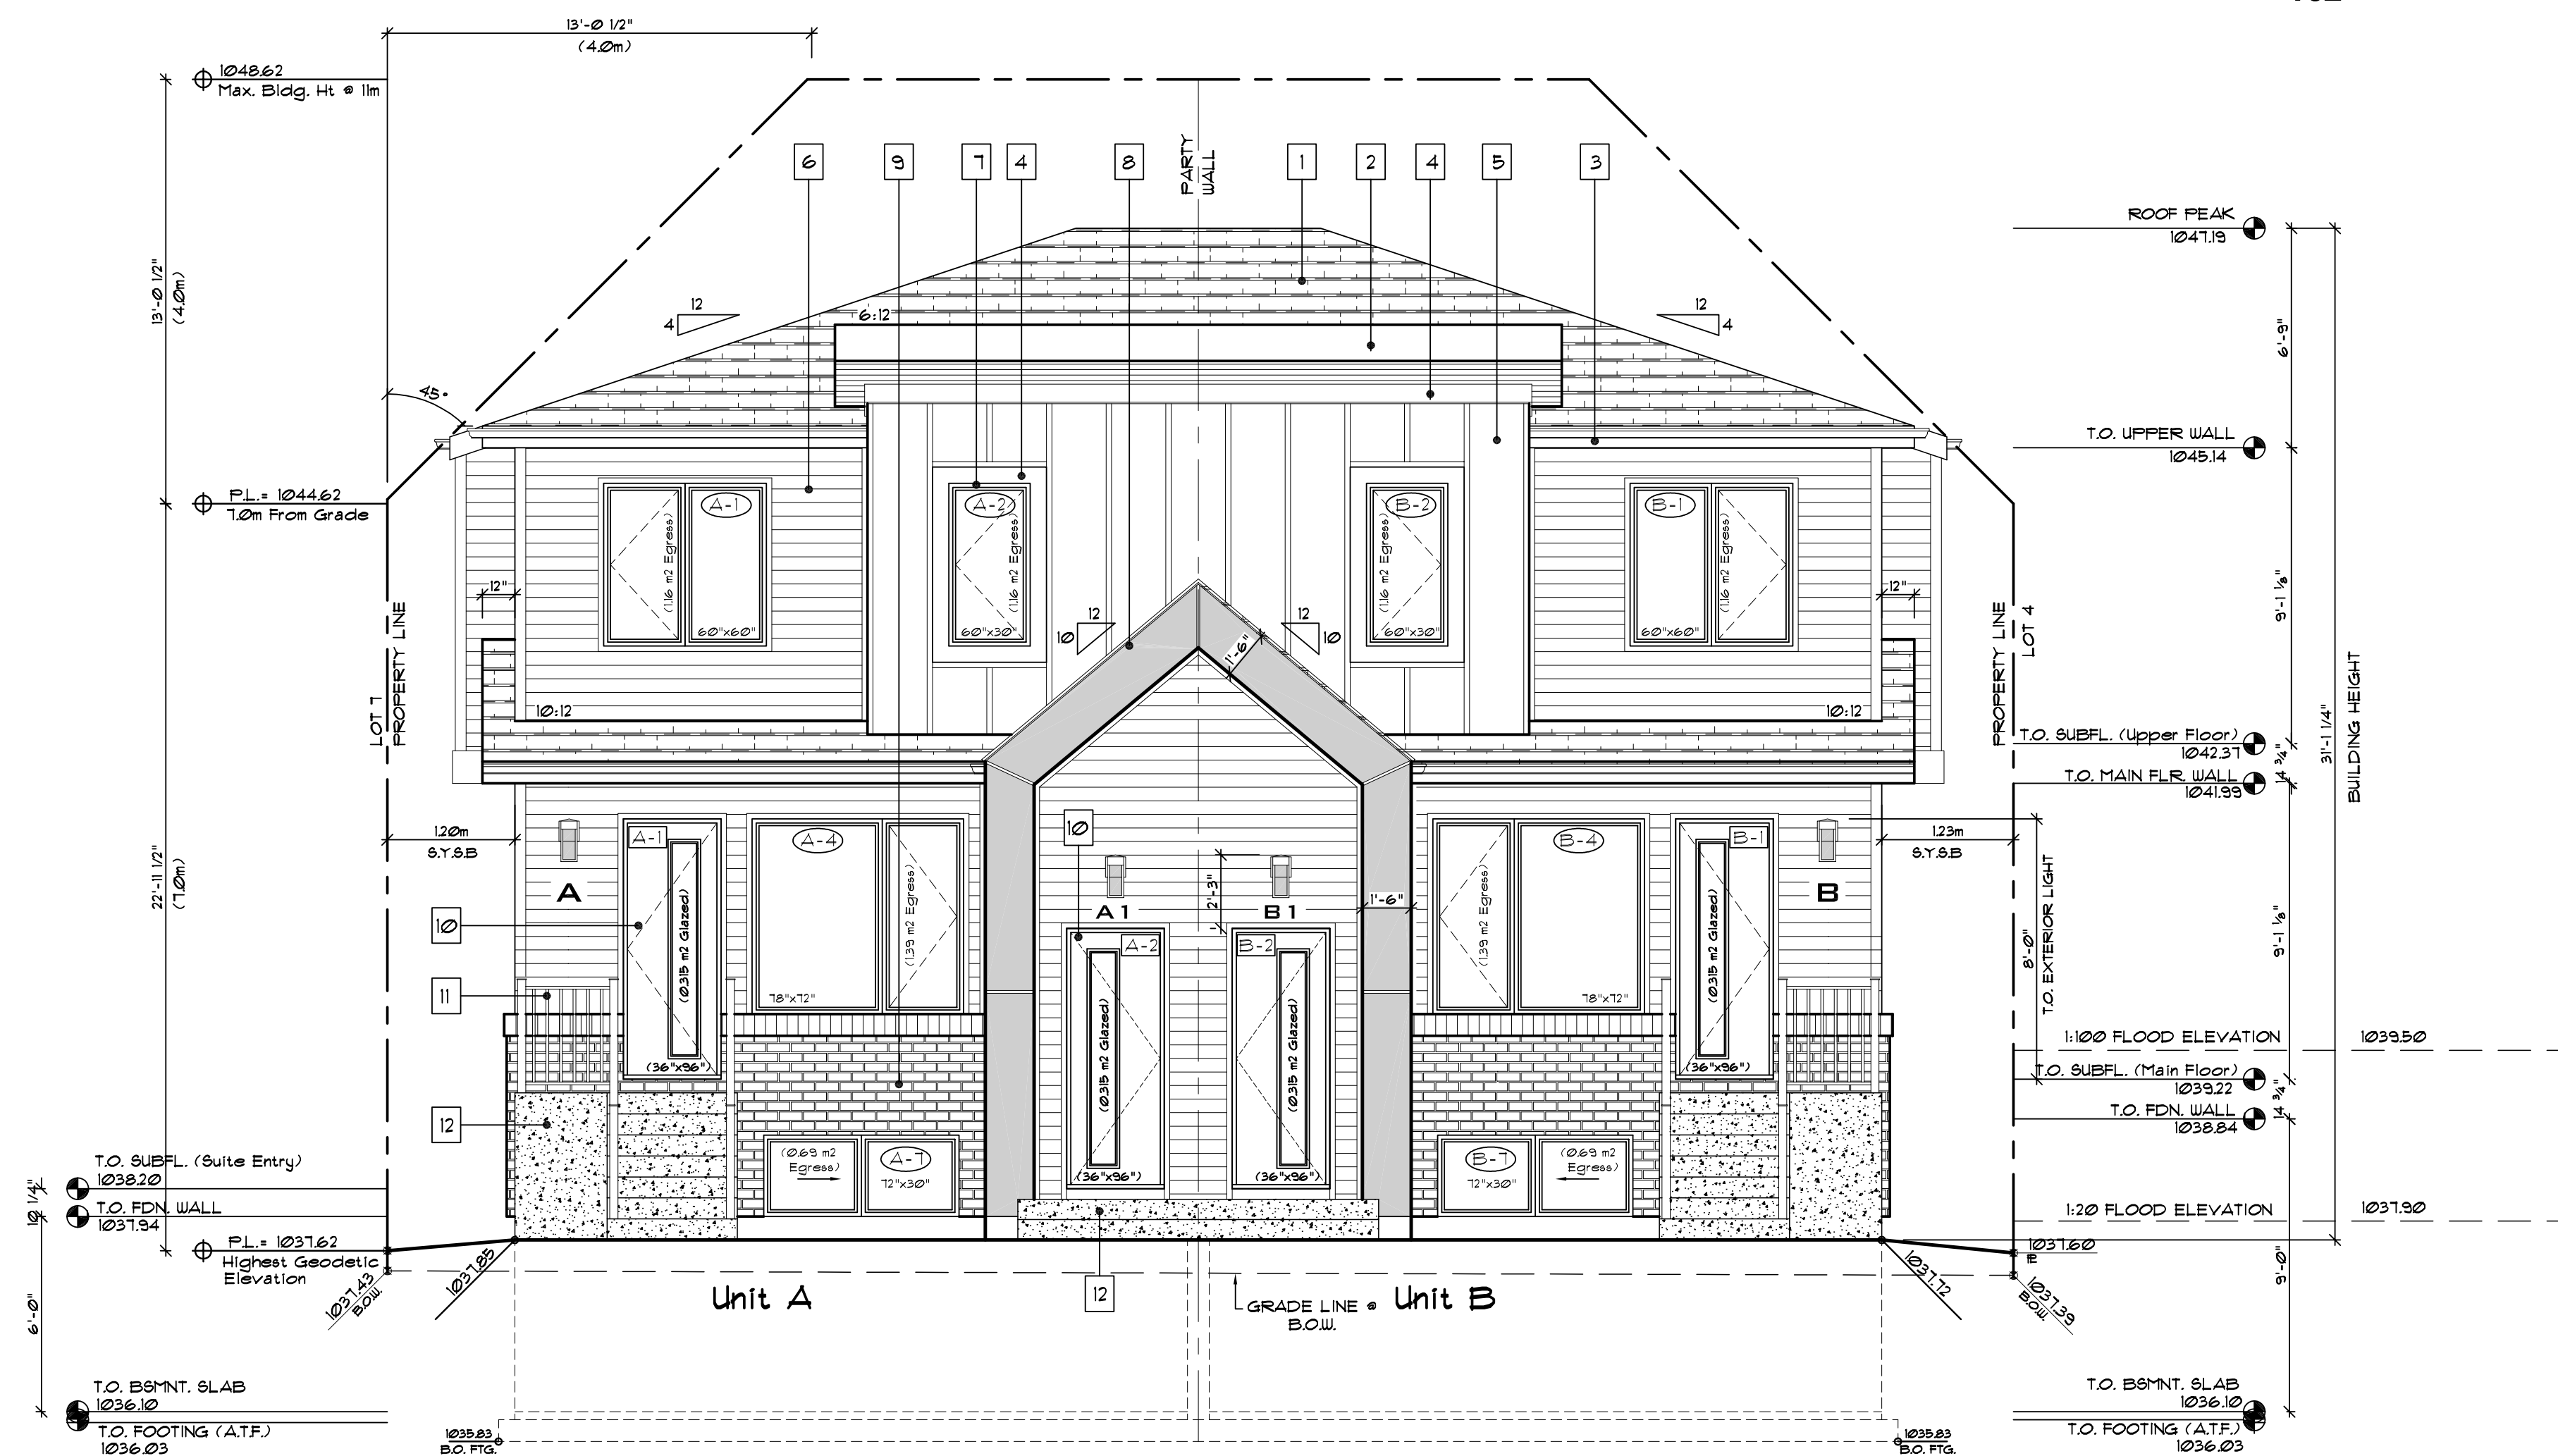 13'-0 1/2"
(4.0m)
1048.62
Max. Bldg. Ht @ 11m
6
9
7
4
8
PARTY
WALL
1
2
4
5
3
ROOF PEAK
1047.19
13'-0 1/2"
(4.0m)
12
4
6:12
12
4
6'-9"
45°
T.O. UPPER WALL
1045.14
P.L.= 1044.62
7.0m From Grade
A-1
(1.16 m2 Egress)
60"x60"
A-2
(1.16 m2 Egress)
60"x30"
B-2
(1.16 m2 Egress)
60"x30"
B-1
(1.16 m2 Egress)
60"x60"
12"
12"
9'-1 1/8"
LOT 7
PROPERTY LINE
PROPERTY LINE
LOT 4
12
10
12
10
1'-6"
10:12
10:12
T.O. SUBFL. (Upper Floor)
1042.37
14 3/4"
T.O. MAIN FLR. WALL
1041.99
31'-1 1/4"
BUILDING HEIGHT
22'-11 1/2"
(7.0m)
1.20m
S.Y.S.B
A
A-1
(0.315 m2 Glazed)
(36"x96")
A-4
(1.39 m2 Egress)
78"x72"
10
A1
2'-3"
B1
1'-6"
A-2
(0.315 m2 Glazed)
(36"x96")
B-2
(0.315 m2 Glazed)
(36"x96")
B-4
(1.39 m2 Egress)
78"x72"
B-1
(0.315 m2 Glazed)
(36"x96")
B
1.23m
S.Y.S.B
8'-0"
T.O. EXTERIOR LIGHT
9'-1 1/8"
10
11
12
1:100 FLOOD ELEVATION
1039.50
T.O. SUBFL. (Main Floor)
1039.22
14 3/4"
T.O. FDN. WALL
1038.84
T.O. SUBFL. (Suite Entry)
1038.20
10 1/4"
T.O. FDN. WALL
1037.94
(0.69 m2
Egress)
A-7
72"x30"
B-7
72"x30"
(0.69 m2
Egress)
1:20 FLOOD ELEVATION
1037.90
P.L.= 1037.62
Highest Geodetic
Elevation
1037.43
B.O.W.
1037.85
Unit A
12
GRADE LINE @
B.O.W.
Unit B
1037.72
1037.60
1037.39
B.O.W.
9'-0"
6'-0"
T.O. BSMNT. SLAB
1036.10
T.O. FOOTING (A.T.F.)
1036.03
1035.83
B.O. FTG.
1035.83
B.O. FTG.
T.O. BSMNT. SLAB
1036.10
T.O. FOOTING (A.T.F.)
1036.03